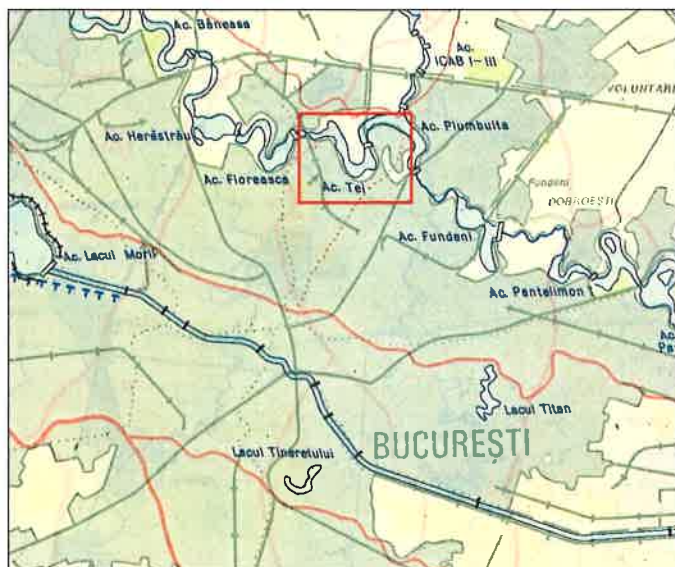 Ac. Băneasa
Ac.
ICAB I-III
VOLUNTARI
Ac. Herăstrău
Ac. Plumbuita
Ac. Floreasca
Ac. Tei
Fundeni
DOBROEȘTI
Ac. Fundeni
Ac. Lacul Morii
Ac. Pantelimon I
Lacul Titan
BUCUREȘTI
Lacul Tineretului